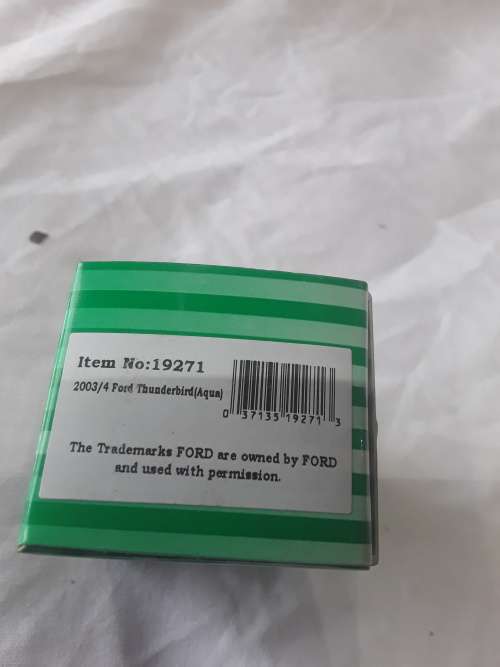 Item No:19271
2003/4 Ford Thunderbird(Aqua)
0 37135 19271 3
The Trademarks FORD are owned by FORD
and used with permission.